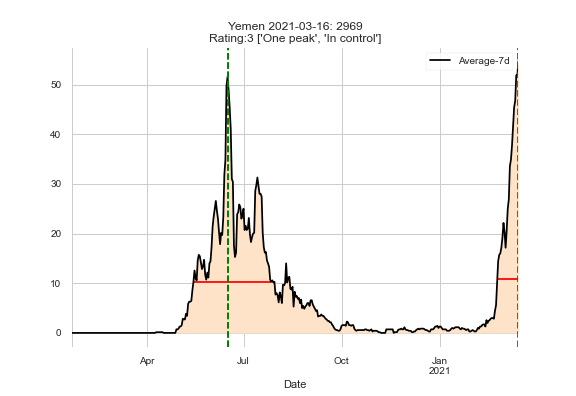 Yemen 2021-03-16: 2969
Rating:3 ['One peak', 'In control']
Average-7d
50
40
30
20
10
0
Apr
Jul
Oct
Jan
2021
Date